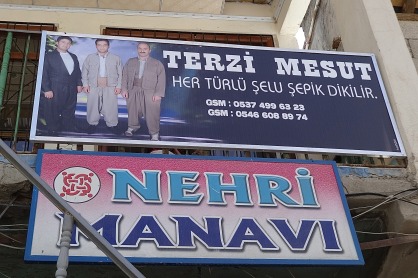 TERZİ MESUT
HER TÜRLÜ ŞELU ŞEPİK DİKİLİR.
GSM : 0537 499 63 23
GSM : 0546 608 89 74
NEHRİ
MANAVI